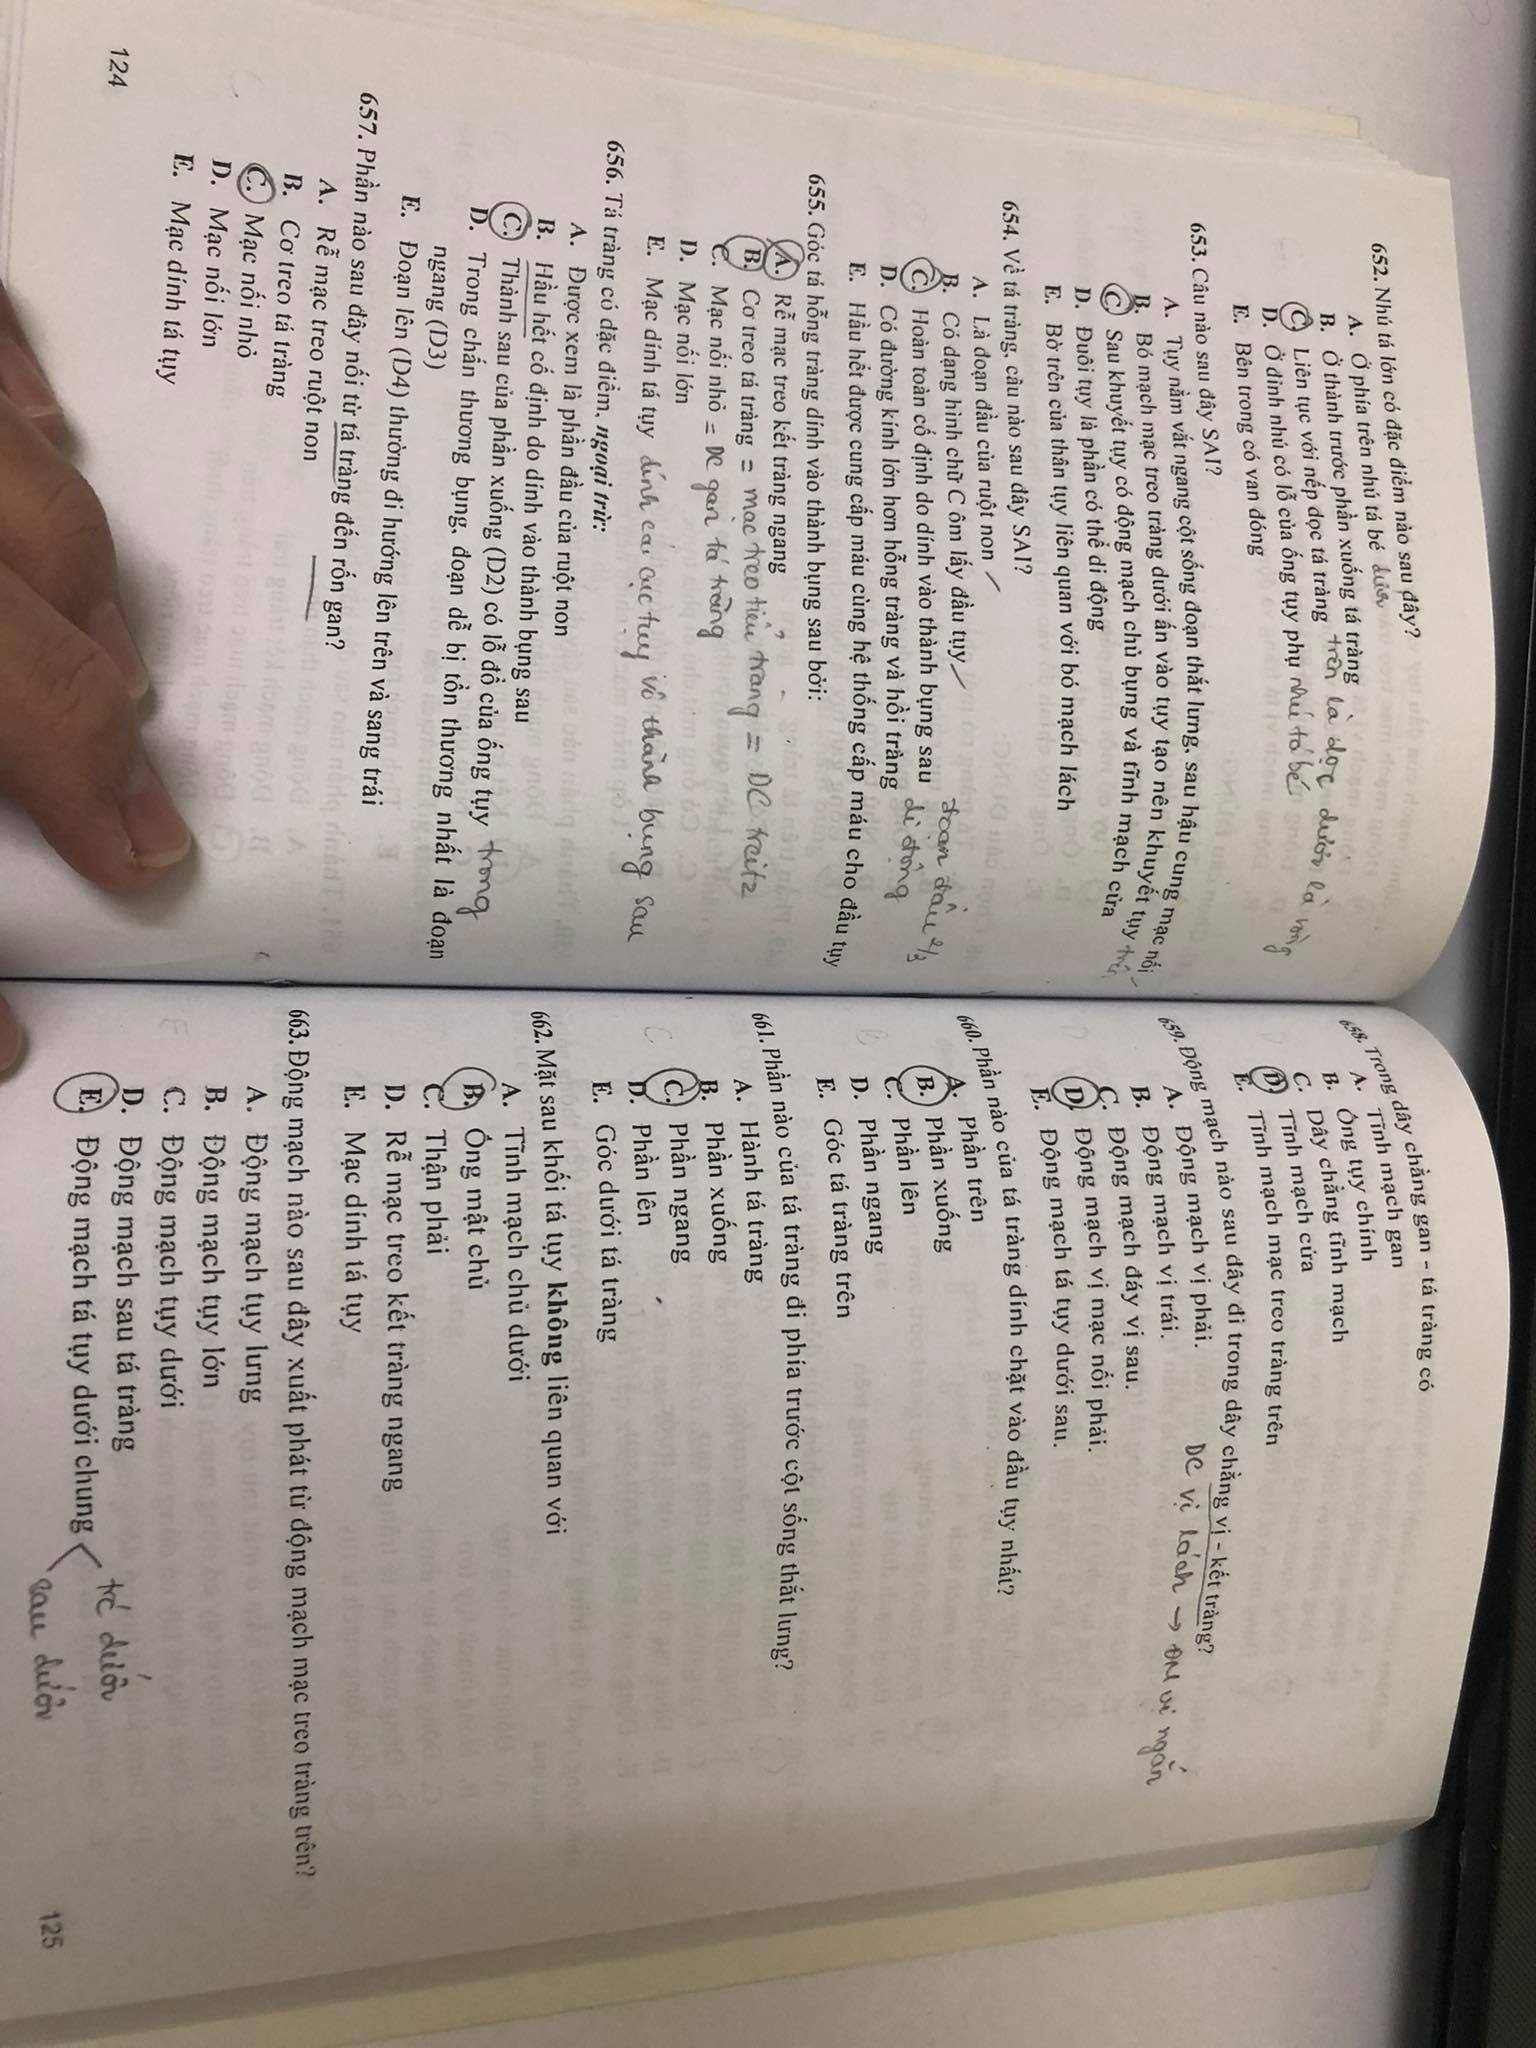 652. Nhú tá lớn có đặc điểm nào sau đây?
A. Ở phía trên nhú tá bé dưới
B. Ở thành trước phần xuống tá tràng
C. Liên tục với nếp dọc tá tràng trên là dọc dưới là vòng
D. Ở đỉnh nhú có lỗ của ống tụy phụ nhú tá bé
E. Bên trong có van đóng
653. Câu nào sau đây SAI?
A. Tụy nằm vắt ngang cột sống đoạn thắt lưng, sau hậu cung mạc nối
B. Bó mạch mạc treo tràng dưới ấn vào tụy tạo nên khuyết tụy trên
C. Sau khuyết tụy có động mạch chủ bụng và tĩnh mạch cửa
D. Đuôi tụy là phần có thể di động
E. Bờ trên của thân tụy liên quan với bó mạch lách
654. Về tá tràng, câu nào sau đây SAI?
A. Là đoạn đầu của ruột non
B. Có dạng hình chữ C ôm lấy đầu tụy
C. Hoàn toàn cố định do dính vào thành bụng sau đoạn đầu 2/3 di động
D. Có đường kính lớn hơn hỗng tràng và hồi tràng
E. Hầu hết được cung cấp máu cùng hệ thống cấp máu cho đầu tụy
655. Góc tá hỗng tràng dính vào thành bụng sau bởi:
A. Rễ mạc treo kết tràng ngang
B. Cơ treo tá tràng = mạc treo tiểu tràng = DC treitz
C. Mạc nối nhỏ = DC gan tá tràng
D. Mạc nối lớn
E. Mạc dính tá tụy dính cái cục tụy vô thành bụng sau
656. Tá tràng có đặc điểm, ngoại trừ:
A. Được xem là phần đầu của ruột non
B. Hầu hết cố định do dính vào thành bụng sau
C. Thành sau của phần xuống (D2) có lỗ đổ của ống tụy trong
D. Trong chấn thương bụng, đoạn dễ bị tổn thương nhất là đoạn
ngang (D3)
E. Đoạn lên (D4) thường đi hướng lên trên và sang trái
657. Phần nào sau đây nối từ tá tràng đến rốn gan?
A. Rễ mạc treo ruột non
B. Cơ treo tá tràng
C. Mạc nối nhỏ
D. Mạc nối lớn
E. Mạc dính tá tụy
124
658. Trong dây chằng gan - tá tràng có
A. Tĩnh mạch gan
B. Ống tụy chính
C. Dây chằng tĩnh mạch
D. Tĩnh mạch cửa
E. Tĩnh mạch mạc treo tràng trên
659. Động mạch nào sau đây đi trong dây chằng vị - kết tràng?
DC vị lách → ĐM vị ngắn
A. Động mạch vị phải.
B. Động mạch vị trái.
C. Động mạch đáy vị sau.
D. Động mạch vị mạc nối phải.
E. Động mạch tá tụy dưới sau.
660. Phần nào của tá tràng dính chặt vào đầu tụy nhất?
A. Phần trên
B. Phần xuống
C. Phần lên
D. Phần ngang
E. Góc tá tràng trên
661. Phần nào của tá tràng đi phía trước cột sống thắt lưng?
A. Hành tá tràng
B. Phần xuống
C. Phần ngang
D. Phần lên
E. Góc dưới tá tràng
662. Mặt sau khối tá tụy không liên quan với
A. Tĩnh mạch chủ dưới
B. Ống mật chủ
C. Thận phải
D. Rễ mạc treo kết tràng ngang
E. Mạc dính tá tụy
663. Động mạch nào sau đây xuất phát từ động mạch mạc treo tràng trên?
A. Động mạch tụy lưng
B. Động mạch tụy lớn
C. Động mạch tụy dưới
D. Động mạch sau tá tràng
E. Động mạch tá tụy dưới chung
trc dưới
sau dưới
125